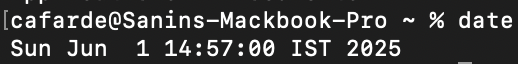 [cafarde@Sanins-Mackbook-Pro ~ % date
Sun Jun  1 14:57:00 IST 2025